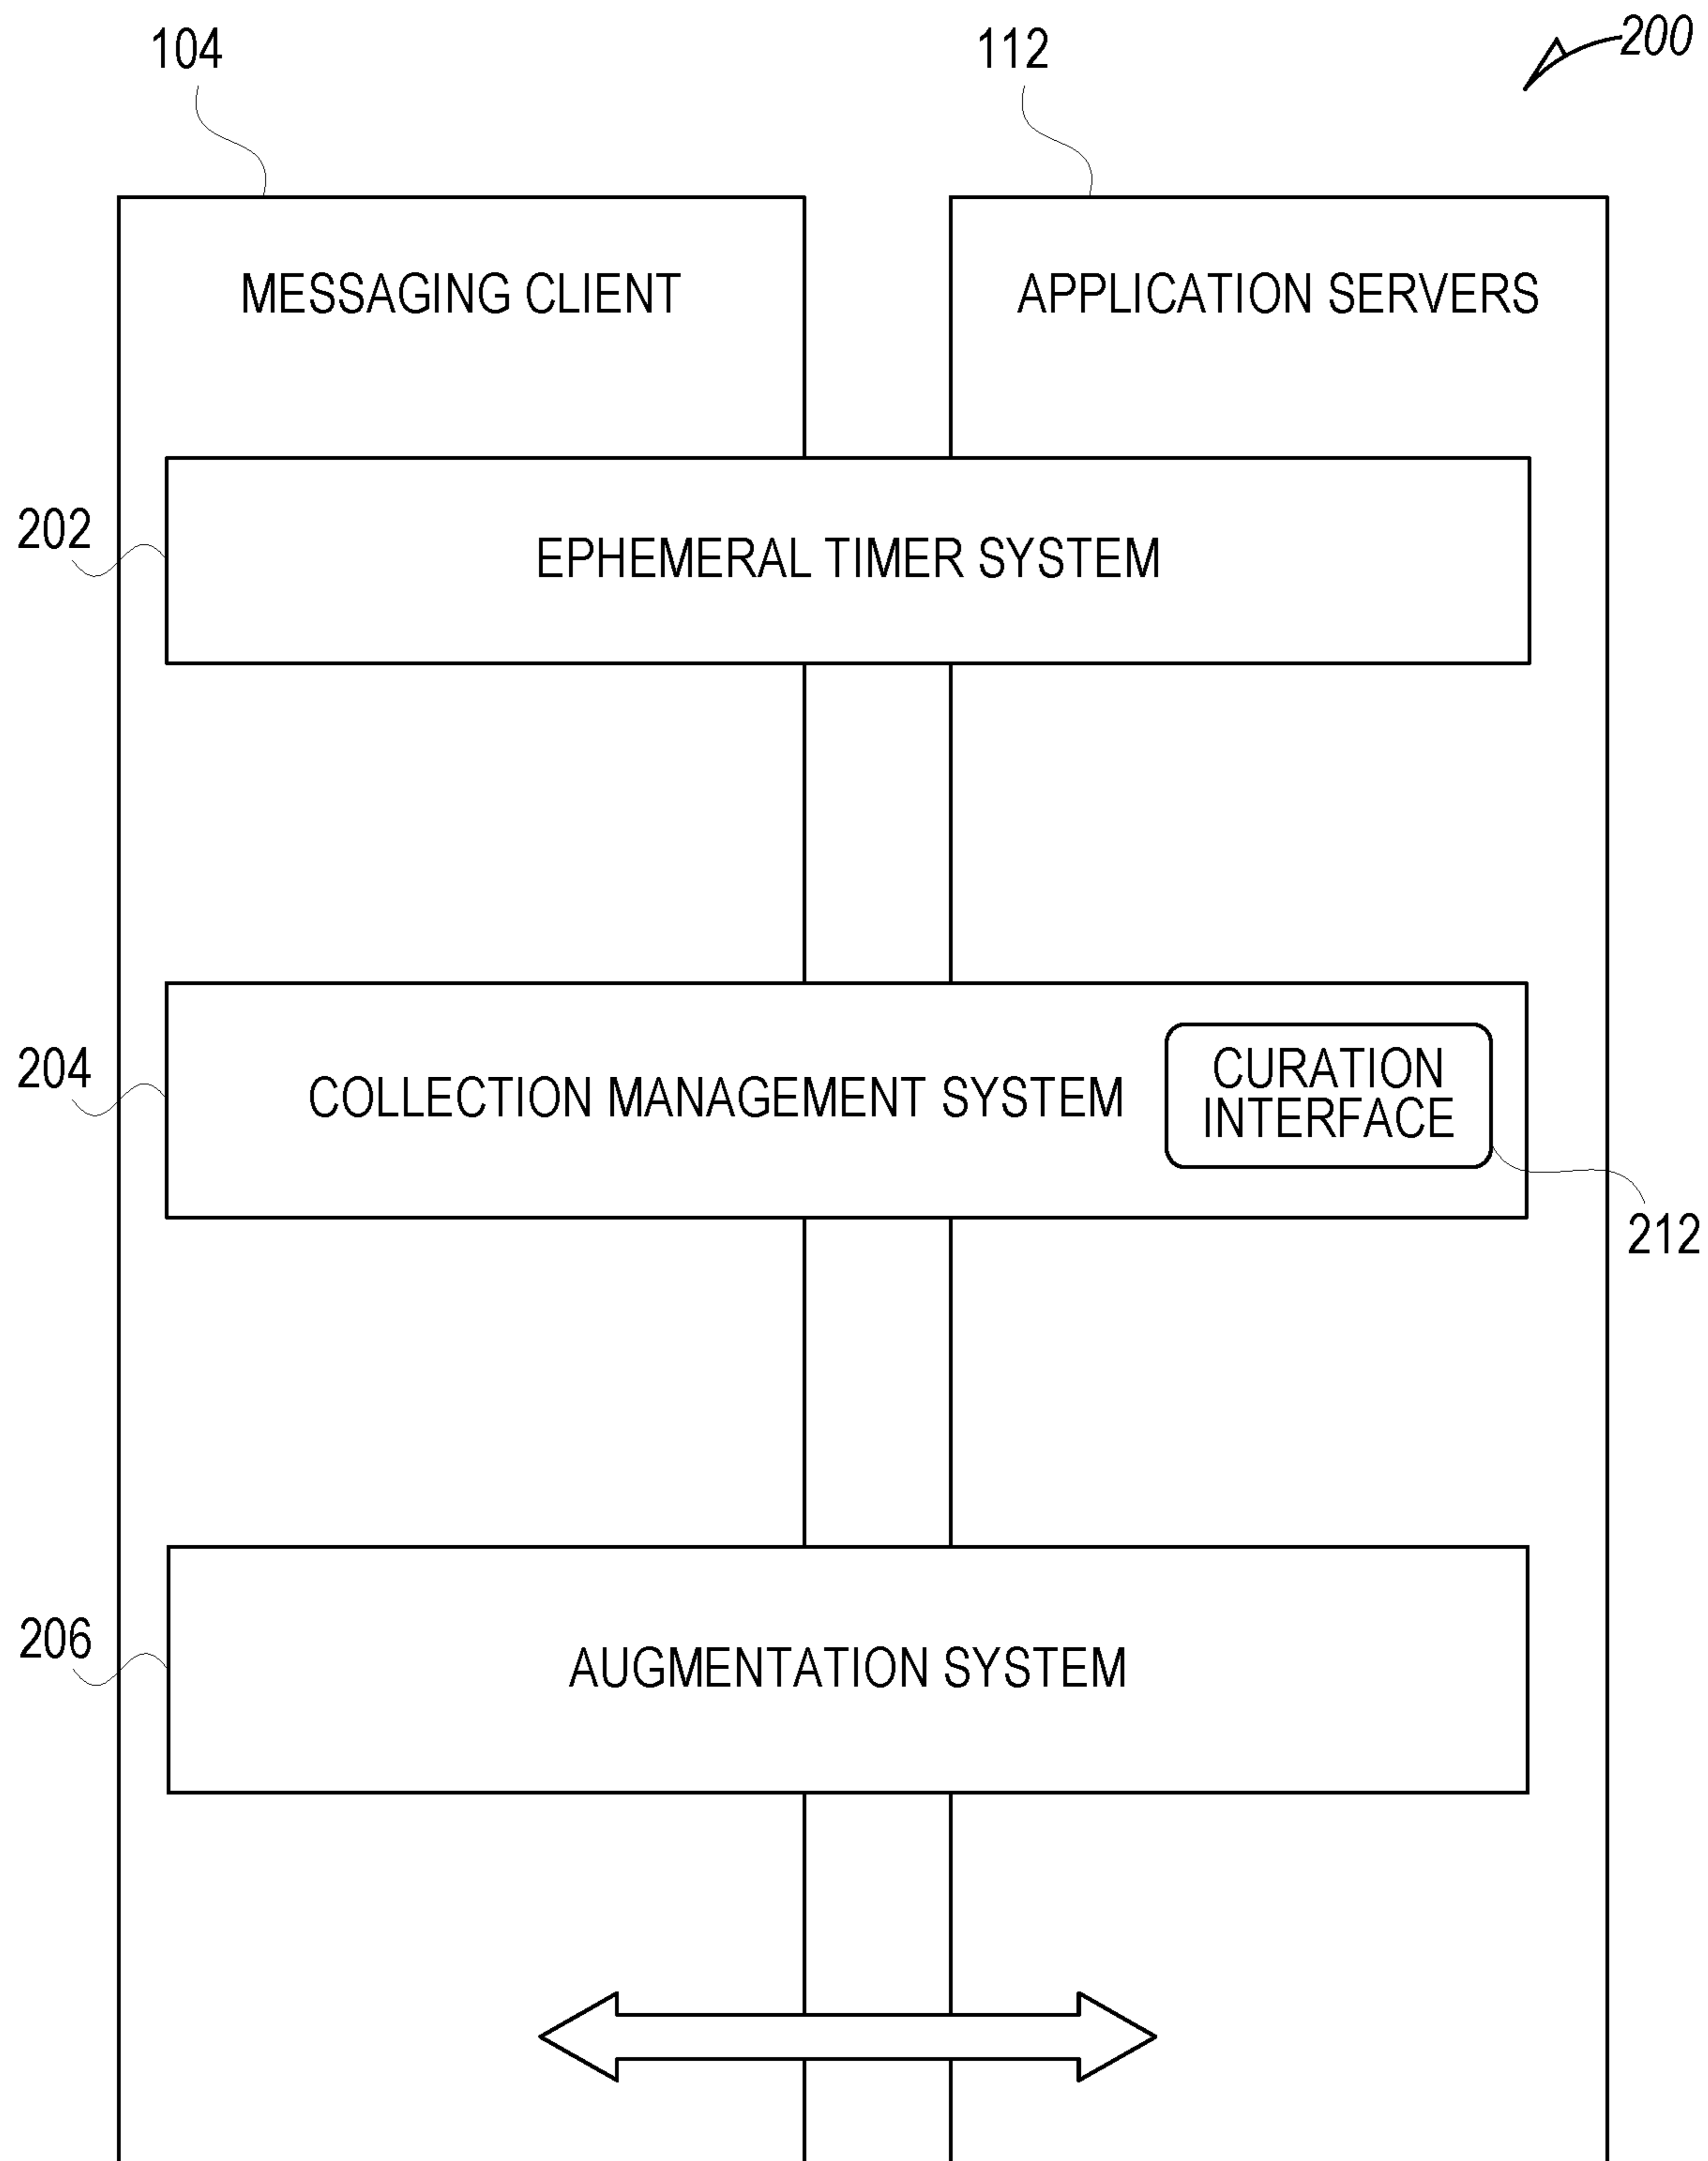 104
112
200
MESSAGING CLIENT
APPLICATION SERVERS
202
EPHEMERAL TIMER SYSTEM
204
COLLECTION MANAGEMENT SYSTEM
CURATION
INTERFACE
212
206
AUGMENTATION SYSTEM